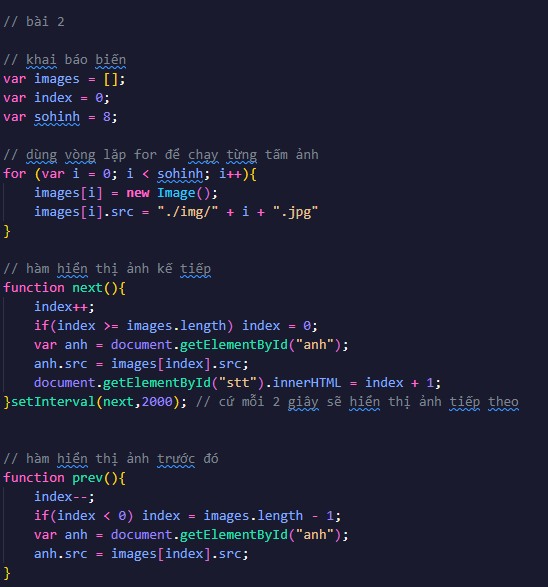 // bài 2
// khai báo biến
var images = [];
var index = 0;
var sohinh = 8;
// dùng vòng lặp for để chạy từng tấm ảnh
for (var i = 0; i < sohinh; i++){
images[i] = new Image();
images[i].src = "./img/" + i + ".jpg"
}
// hàm hiển thị ảnh kế tiếp
function next(){
index++;
if(index >= images.length) index = 0;
var anh = document.getElementById("anh");
anh.src = images[index].src;
document.getElementById("stt").innerHTML = index + 1;
}setInterval(next,2000); // cứ mỗi 2 giây sẽ hiển thị ảnh tiếp theo
// hàm hiển thị ảnh trước đó
function prev(){
index--;
if(index < 0) index = images.length - 1;
var anh = document.getElementById("anh");
anh.src = images[index].src;
}